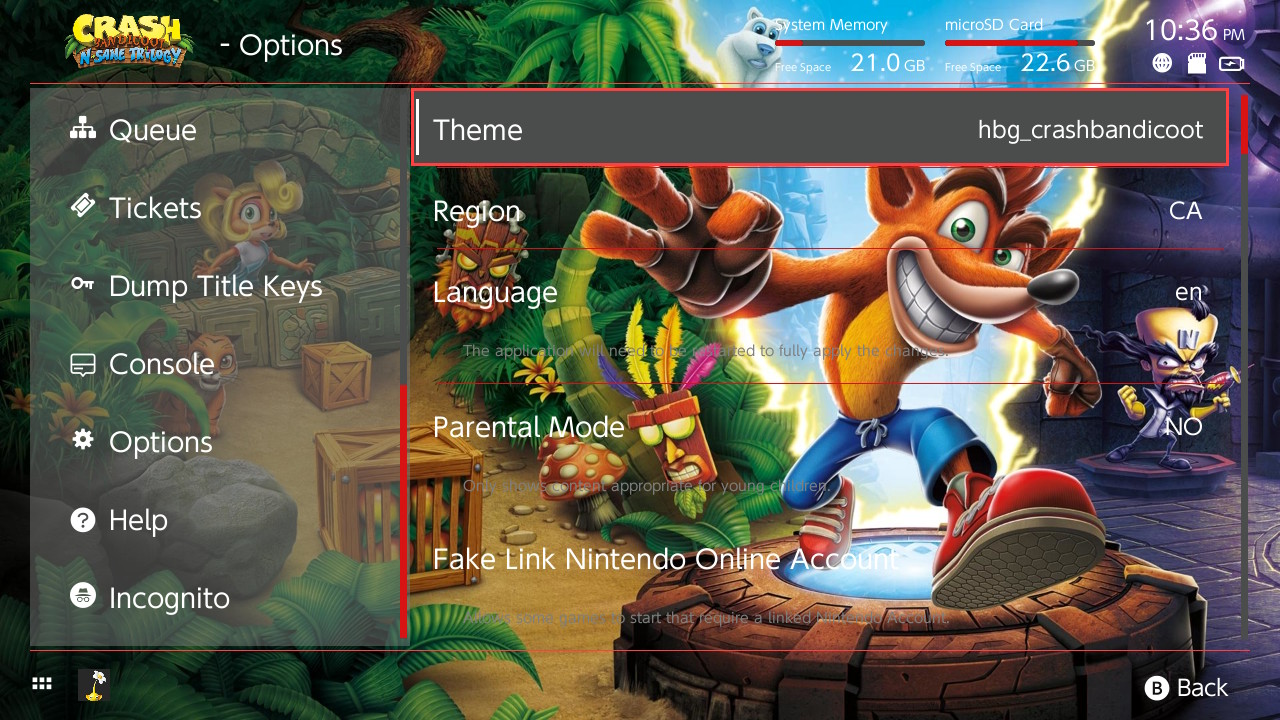 CRASH
BANDICOOT
N. SANE TRILOGY
- Options
System Memory
Free Space 21.0 GB
microSD Card
Free Space 22.6 GB
10:36 PM
Queue
Tickets
Dump Title Keys
Console
Options
Help
Incognito
Theme hbg_crashbandicoot
Region CA
Language en
The application will need to be restarted to fully apply the changes.
Parental Mode NO
Only shows content appropriate for young children.
Fake Link Nintendo Online Account
Allows some games to start that require a linked Nintendo Account.
N
B Back